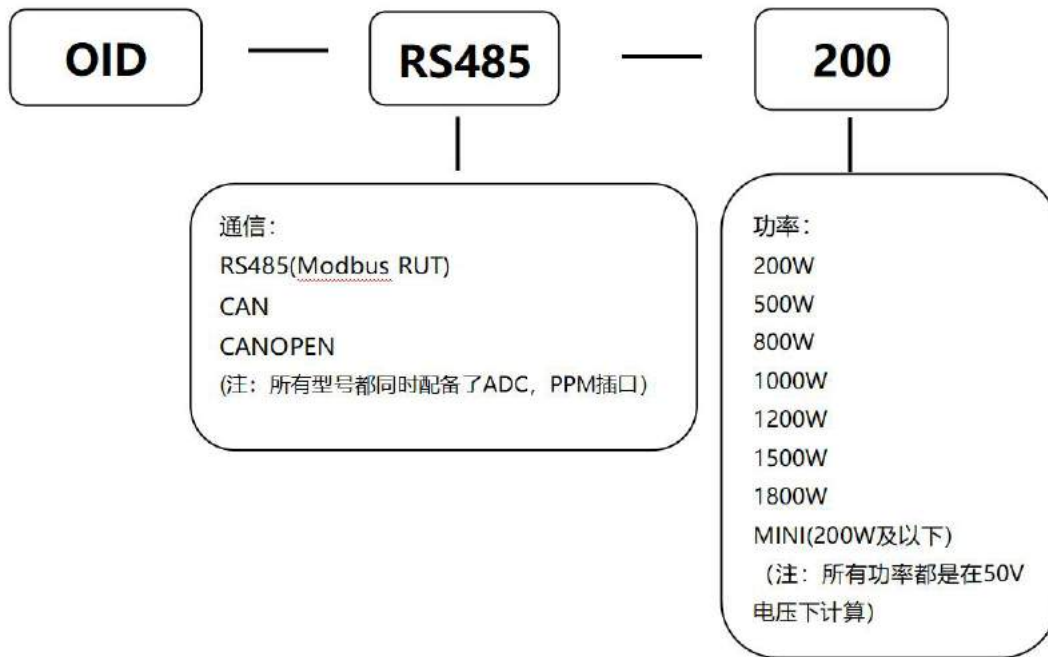 OID — RS485 — 200
通信：
RS485(Modbus RUT)
CAN
CANOPEN
(注：所有型号都同时配备了ADC，PPM插口)
功率：
200W
500W
800W
1000W
1200W
1500W
1800W
MINI(200W及以下)
（注：所有功率都是在50V
电压下计算）